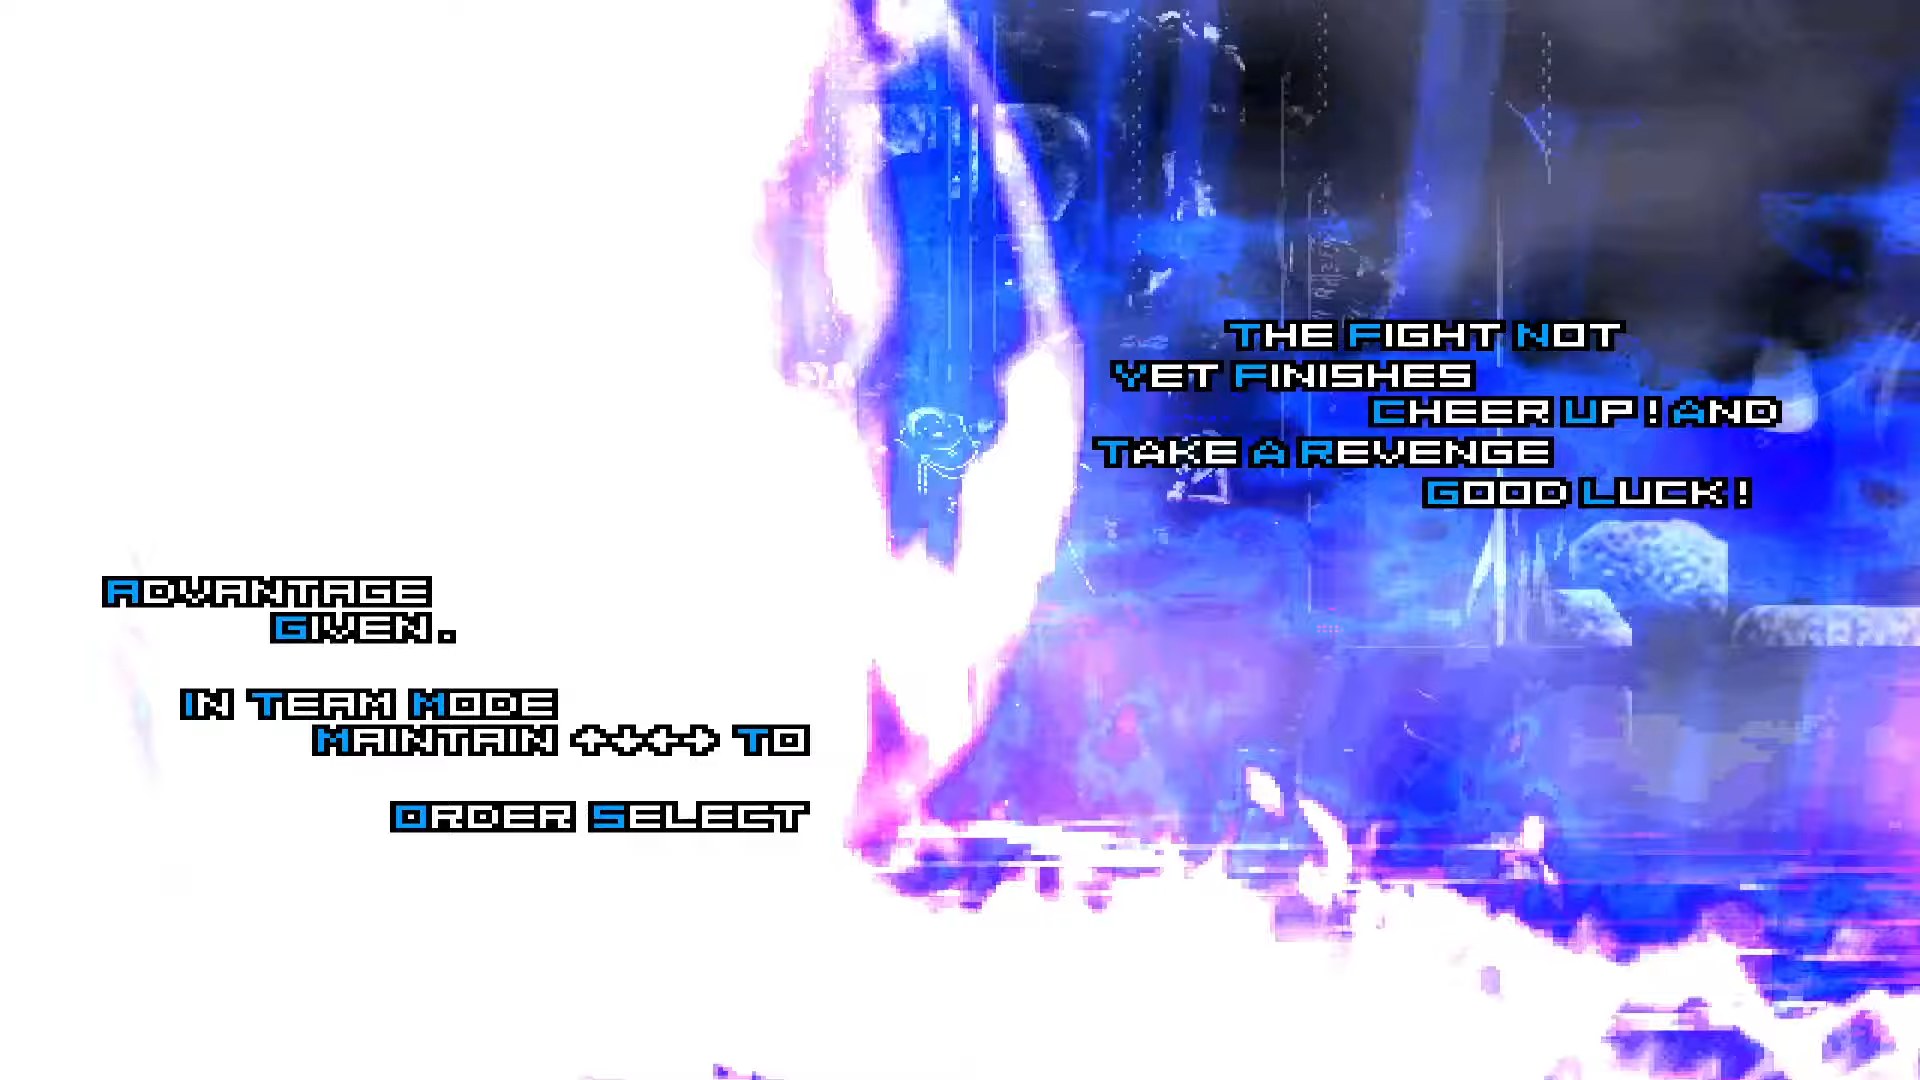 The Fight Not
Yet Finishes
Cheer Up! And
Take A Revenge
Good Luck!
Advantage
Given.
In Team Mode
Maintain ↑↓←→ To
Order Select